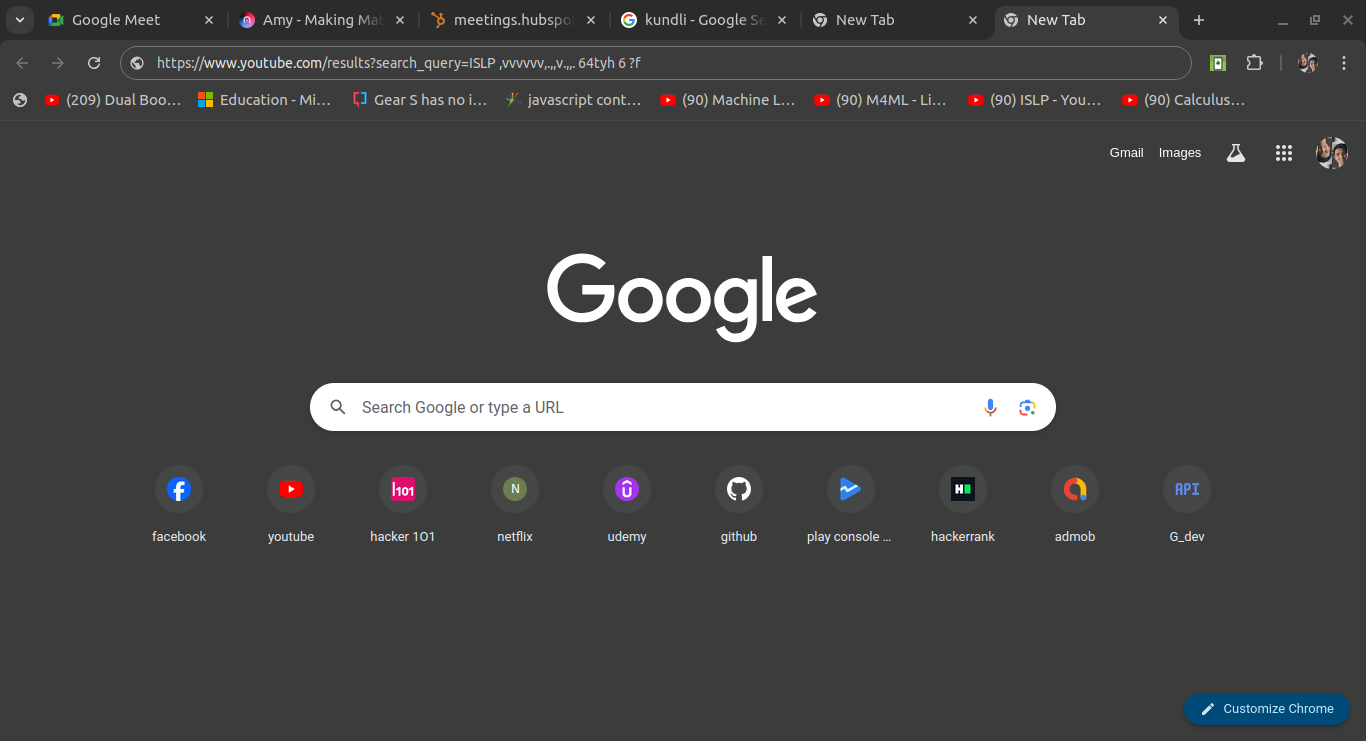 Google Meet
Amy - Making Mat
meetings.hubspo
kundli - Google Se
New Tab
New Tab
https://www.youtube.com/results?search_query=ISLP ,vvvvvv,.,,v.,,. 64tyh 6 ?f
(209) Dual Boo…
Education - Mi…
Gear S has no i…
javascript cont…
(90) Machine L…
(90) M4ML - Li…
(90) ISLP - You…
(90) Calculus…
Gmail
Images
Google
Search Google or type a URL
101
N
API
facebook
youtube
hacker 1O1
netflix
udemy
github
play console …
hackerrank
admob
G_dev
Customize Chrome